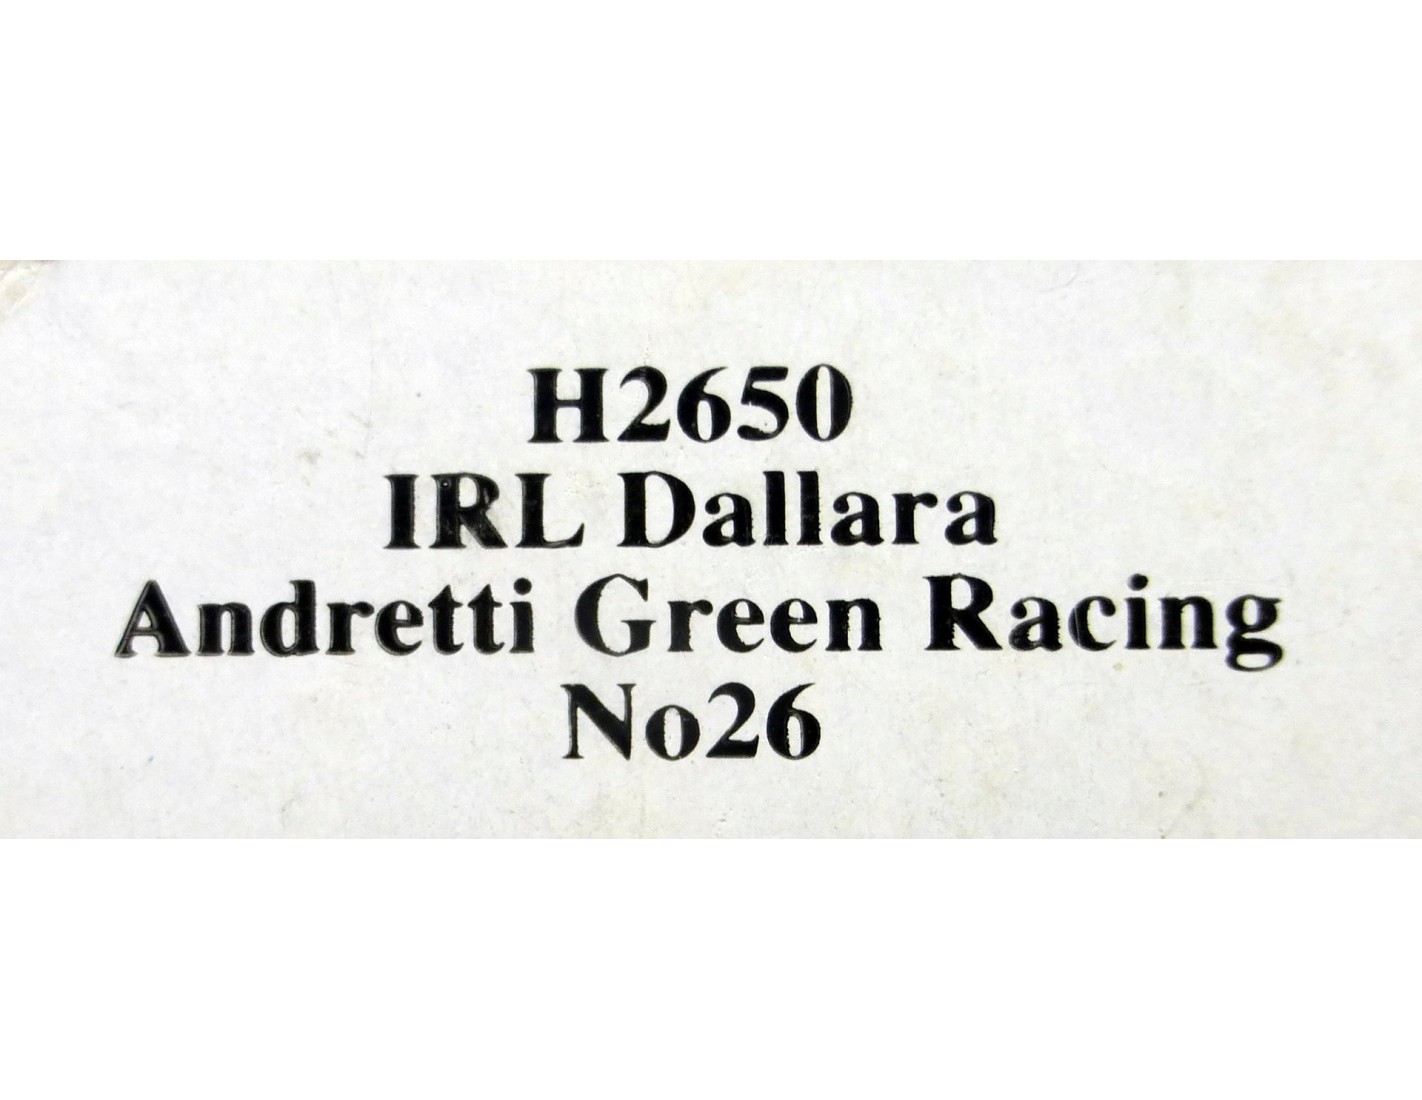 H2650
IRL Dallara
Andretti Green Racing
No26